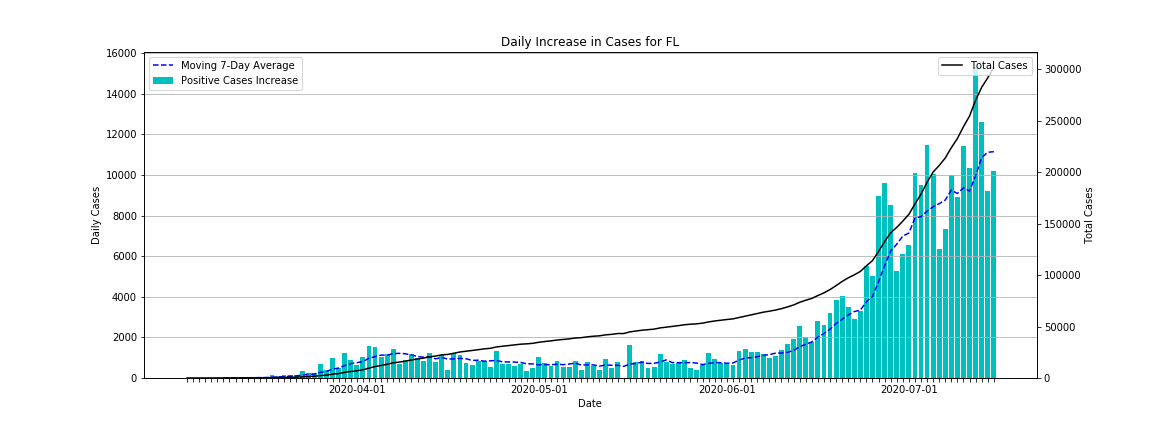 Daily Increase in Cases for FL
Moving 7-Day Average
Positive Cases Increase
Total Cases
16000
14000
12000
10000
8000
6000
4000
2000
0
Daily Cases
300000
250000
200000
150000
100000
50000
0
Total Cases
2020-04-01
2020-05-01
2020-06-01
2020-07-01
Date